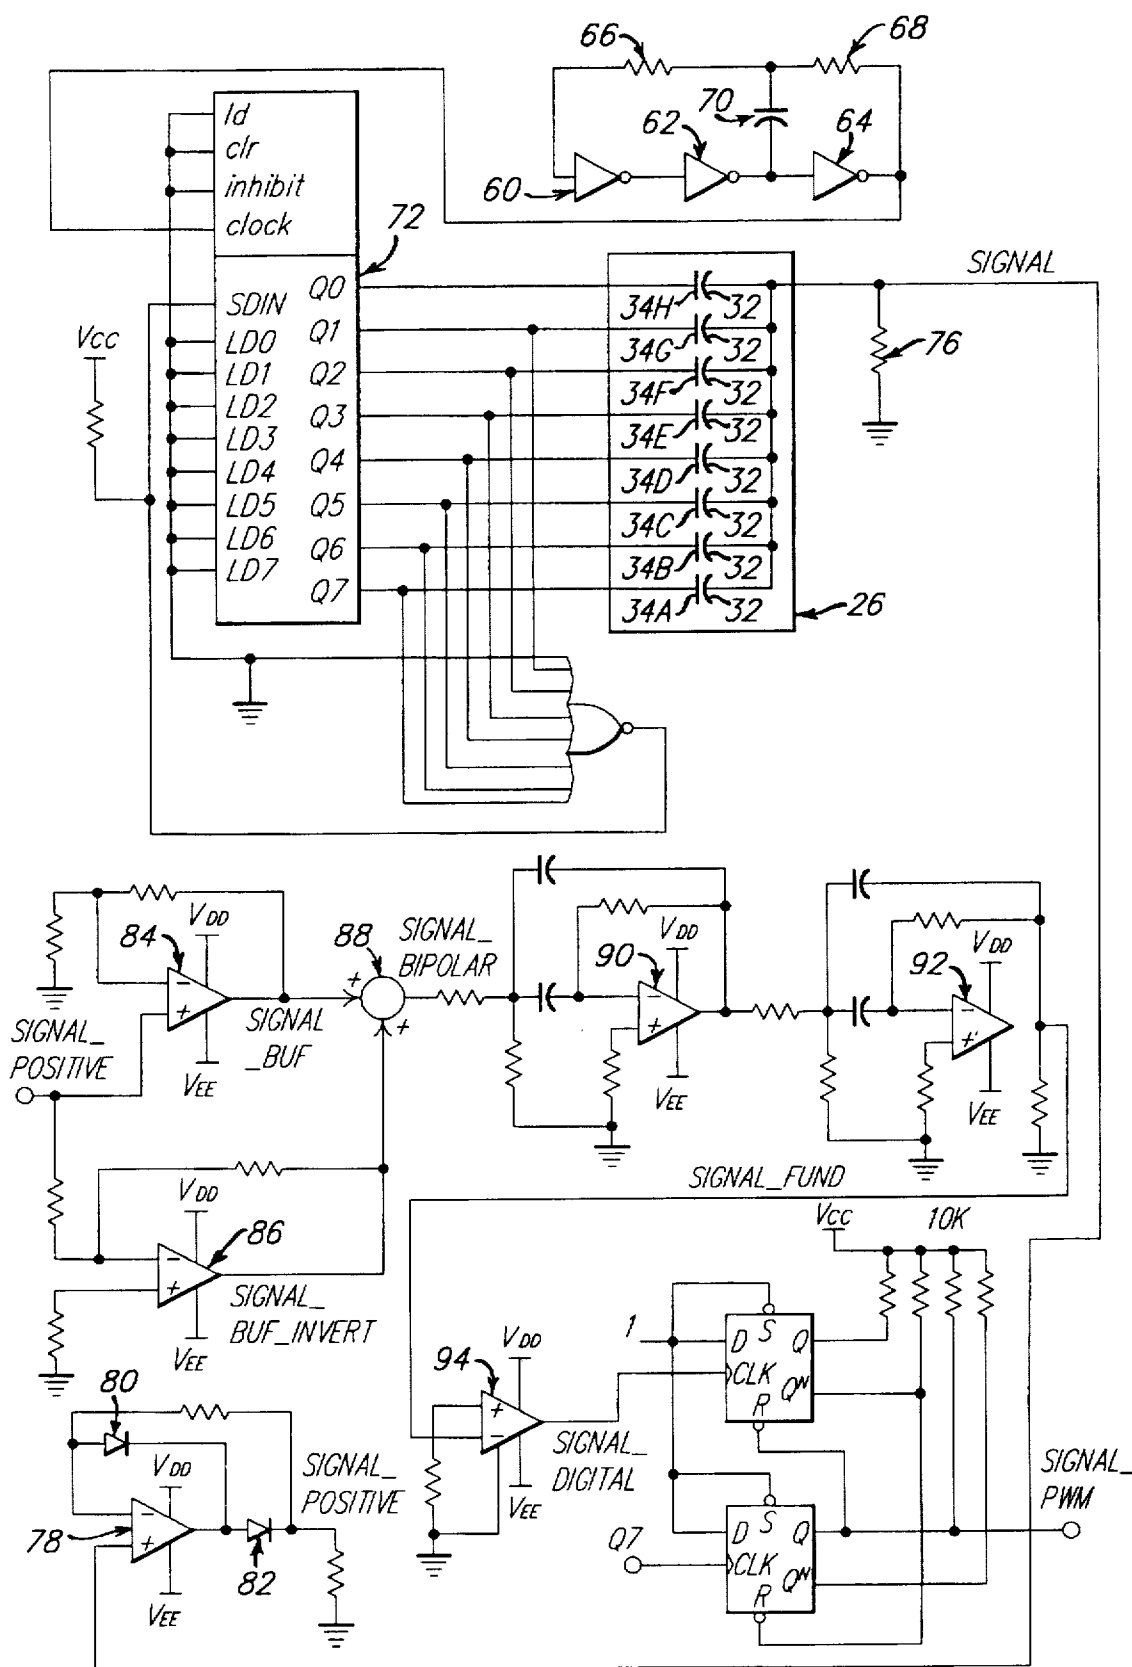 66
68
70
62
64
60
ld
clr
inhibit
clock
72
SIGNAL
SDIN
Q0
34H
32
Vcc
LD0
Q1
34G
32
76
LD1
Q2
34F
32
LD2
Q3
34E
32
LD3
LD4
Q4
34D
32
LD5
Q5
34C
32
LD6
Q6
34B
32
LD7
Q7
34A
32
26
84
VDD
88
SIGNAL_
BIPOLAR
90
VDD
92
VDD
-
+
+
+
-
+
-
+
SIGNAL_
POSITIVE
SIGNAL
_BUF
VEE
VEE
VEE
SIGNAL_FUND
VDD
86
-
+
SIGNAL_
BUF_INVERT
VEE
Vcc
10K
1
D
S
Q
CLK
QN
R
94
VDD
+
-
SIGNAL_
DIGITAL
VEE
80
VDD
SIGNAL_
POSITIVE
78
-
+
82
VEE
Q7
D
S
Q
CLK
QN
R
SIGNAL_
PWM